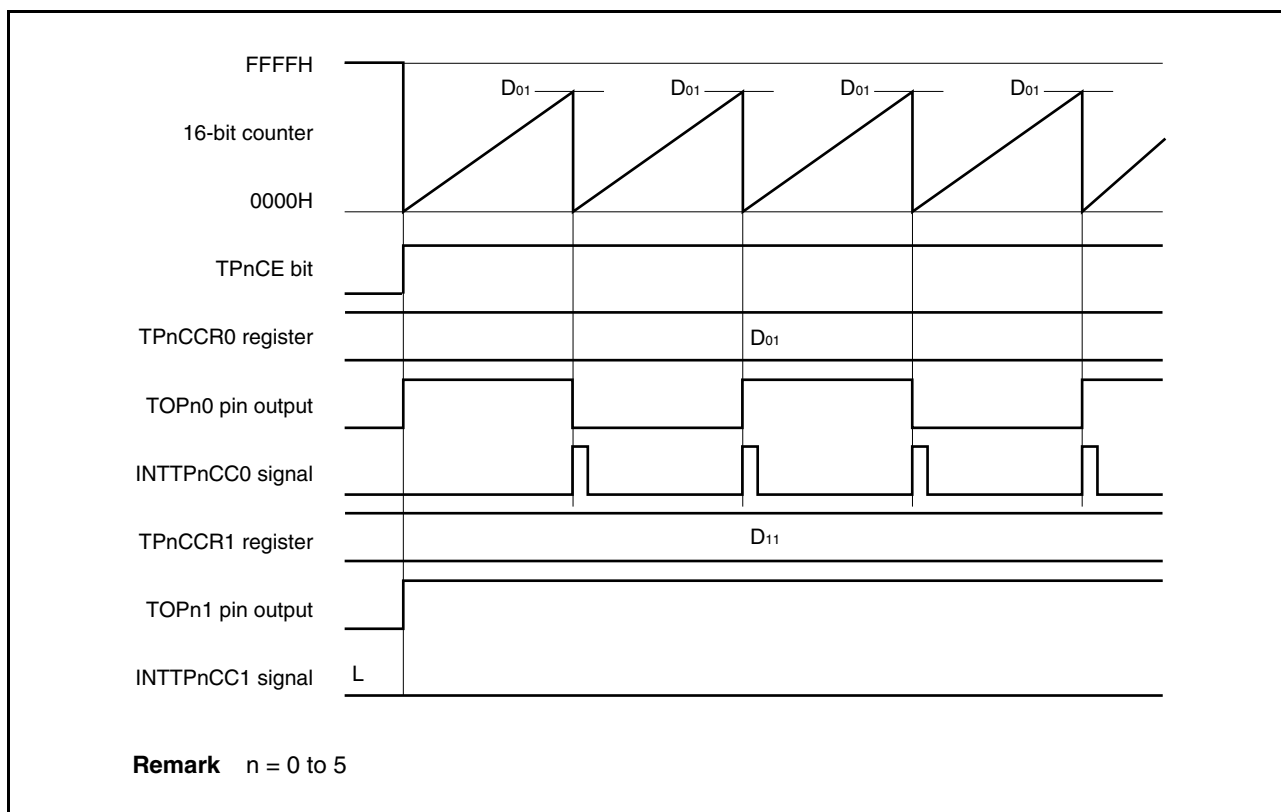 FFFFH
D01 D01 D01 D01
16-bit counter
0000H
TPnCE bit
TPnCCR0 register D01
TOPn0 pin output
INTTPnCC0 signal
TPnCCR1 register D11
TOPn1 pin output
INTTPnCC1 signal L
Remark n = 0 to 5